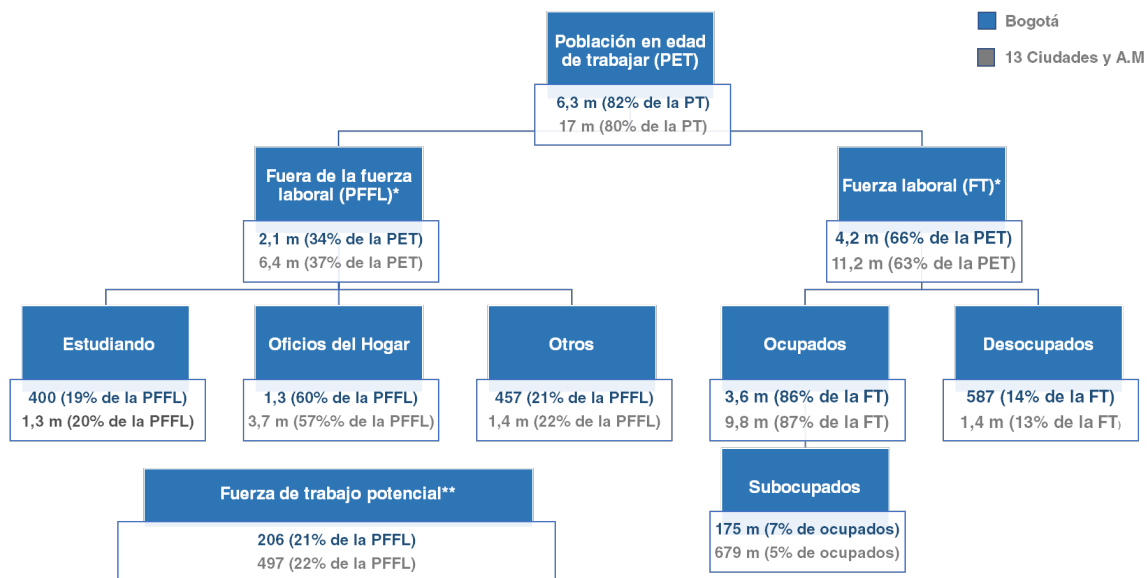 Población en edad
de trabajar (PET)
6,3 m (82% de la PT)
17 m (80% de la PT)
Bogotá
13 Ciudades y A.M
Fuera de la fuerza
laboral (PFFL)*
2,1 m (34% de la PET)
6,4 m (37% de la PET)
Fuerza laboral (FT)*
4,2 m (66% de la PET)
11,2 m (63% de la PET)
Estudiando
400 (19% de la PFFL)
1,3 m (20% de la PFFL)
Oficios del Hogar
1,3 (60% de la PFFL)
3,7 m (57%% de la PFFL)
Otros
457 (21% de la PFFL)
1,4 m (22% de la PFFL)
Ocupados
3,6 m (86% de la FT)
9,8 m (87% de la FT)
Desocupados
587 (14% de la FT)
1,4 m (13% de la FT)
Fuerza de trabajo potencial**
206 (21% de la PFFL)
497 (22% de la PFFL)
Subocupados
175 m (7% de ocupados)
679 m (5% de ocupados)